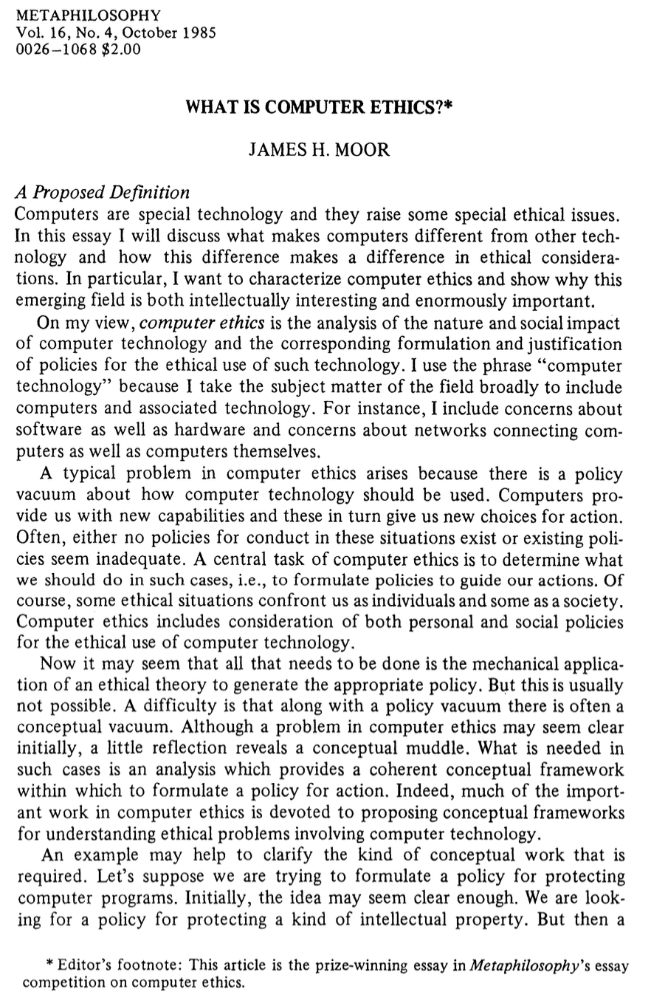 METAPHILOSOPHY
Vol. 16, No. 4, October 1985
0026–1068 $2.00
WHAT IS COMPUTER ETHICS?*
JAMES H. MOOR
A Proposed Definition
Computers are special technology and they raise some special ethical issues.
In this essay I will discuss what makes computers different from other tech-
nology and how this difference makes a difference in ethical considera-
tions. In particular, I want to characterize computer ethics and show why this
emerging field is both intellectually interesting and enormously important.
On my view, computer ethics is the analysis of the nature and social impact
of computer technology and the corresponding formulation and justification
of policies for the ethical use of such technology. I use the phrase “computer
technology” because I take the subject matter of the field broadly to include
computers and associated technology. For instance, I include concerns about
software as well as hardware and concerns about networks connecting com-
puters as well as computers themselves.
A typical problem in computer ethics arises because there is a policy
vacuum about how computer technology should be used. Computers pro-
vide us with new capabilities and these in turn give us new choices for action.
Often, either no policies for conduct in these situations exist or existing poli-
cies seem inadequate. A central task of computer ethics is to determine what
we should do in such cases, i.e., to formulate policies to guide our actions. Of
course, some ethical situations confront us as individuals and some as a society.
Computer ethics includes consideration of both personal and social policies
for the ethical use of computer technology.
Now it may seem that all that needs to be done is the mechanical applica-
tion of an ethical theory to generate the appropriate policy. But this is usually
not possible. A difficulty is that along with a policy vacuum there is often a
conceptual vacuum. Although a problem in computer ethics may seem clear
initially, a little reflection reveals a conceptual muddle. What is needed in
such cases is an analysis which provides a coherent conceptual framework
within which to formulate a policy for action. Indeed, much of the import-
ant work in computer ethics is devoted to proposing conceptual frameworks
for understanding ethical problems involving computer technology.
An example may help to clarify the kind of conceptual work that is
required. Let's suppose we are trying to formulate a policy for protecting
computer programs. Initially, the idea may seem clear enough. We are look-
ing for a policy for protecting a kind of intellectual property. But then a
* Editor's footnote: This article is the prize-winning essay in Metaphilosophy's essay
competition on computer ethics.